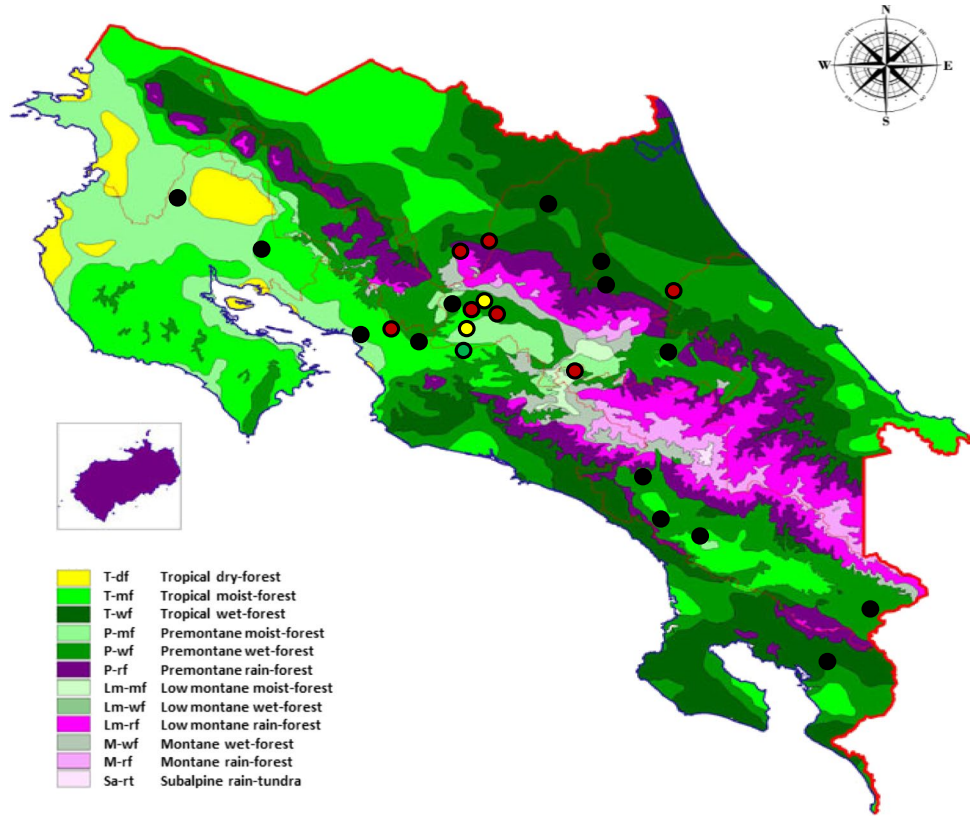 N
W E
S
T-df Tropical dry-forest
T-mf Tropical moist-forest
T-wf Tropical wet-forest
P-mf Premontane moist-forest
P-wf Premontane wet-forest
P-rf Premontane rain-forest
Lm-mf Low montane moist-forest
Lm-wf Low montane wet-forest
Lm-rf Low montane rain-forest
M-wf Montane wet-forest
M-rf Montane rain-forest
Sa-rt Subalpine rain-tundra